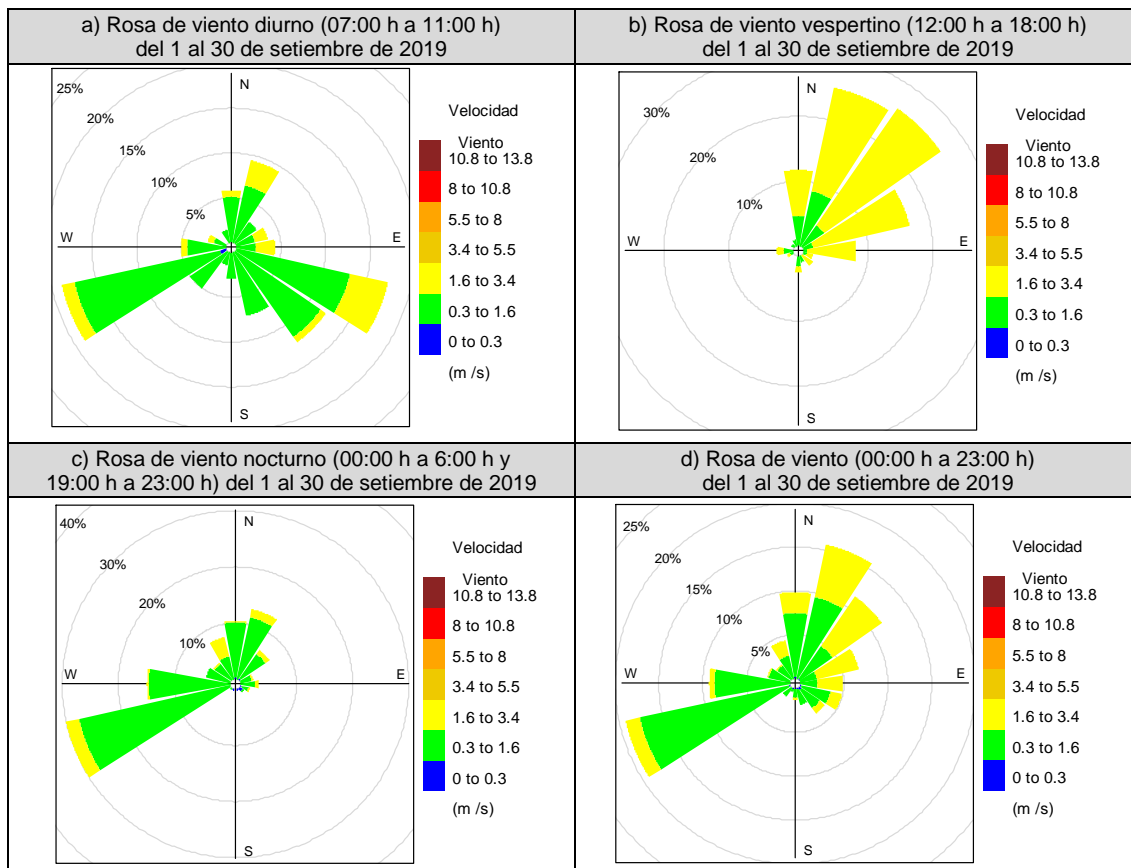 a) Rosa de viento diurno (07:00 h a 11:00 h)
del 1 al 30 de setiembre de 2019
25%
20%
15%
10%
5%
N
W
E
S
Velocidad
Viento
10.8 to 13.8
8 to 10.8
5.5 to 8
3.4 to 5.5
1.6 to 3.4
0.3 to 1.6
0 to 0.3
(m /s)
b) Rosa de viento vespertino (12:00 h a 18:00 h)
del 1 al 30 de setiembre de 2019
30%
20%
10%
N
W
E
S
Velocidad
Viento
10.8 to 13.8
8 to 10.8
5.5 to 8
3.4 to 5.5
1.6 to 3.4
0.3 to 1.6
0 to 0.3
(m /s)
c) Rosa de viento nocturno (00:00 h a 6:00 h y
19:00 h a 23:00 h) del 1 al 30 de setiembre de 2019
40%
30%
20%
10%
N
W
E
S
Velocidad
Viento
10.8 to 13.8
8 to 10.8
5.5 to 8
3.4 to 5.5
1.6 to 3.4
0.3 to 1.6
0 to 0.3
(m /s)
d) Rosa de viento (00:00 h a 23:00 h)
del 1 al 30 de setiembre de 2019
25%
20%
15%
10%
5%
N
W
E
S
Velocidad
Viento
10.8 to 13.8
8 to 10.8
5.5 to 8
3.4 to 5.5
1.6 to 3.4
0.3 to 1.6
0 to 0.3
(m /s)